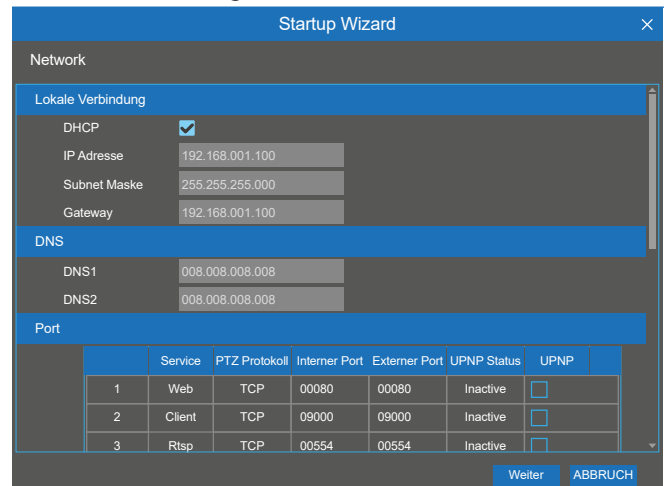 Startup Wizard
Network
Lokale Verbindung
DHCP
IP Adresse 192.168.001.100
Subnet Maske 255.255.255.000
Gateway 192.168.001.100
DNS
DNS1 008.008.008.008
DNS2 008.008.008.008
Port
Service PTZ Protokoll Interner Port Externer Port UPNP Status UPNP
1 Web TCP 00080 00080 Inactive
2 Client TCP 09000 09000 Inactive
3 Rtsp TCP 00554 00554 Inactive
Weiter ABBRUCH